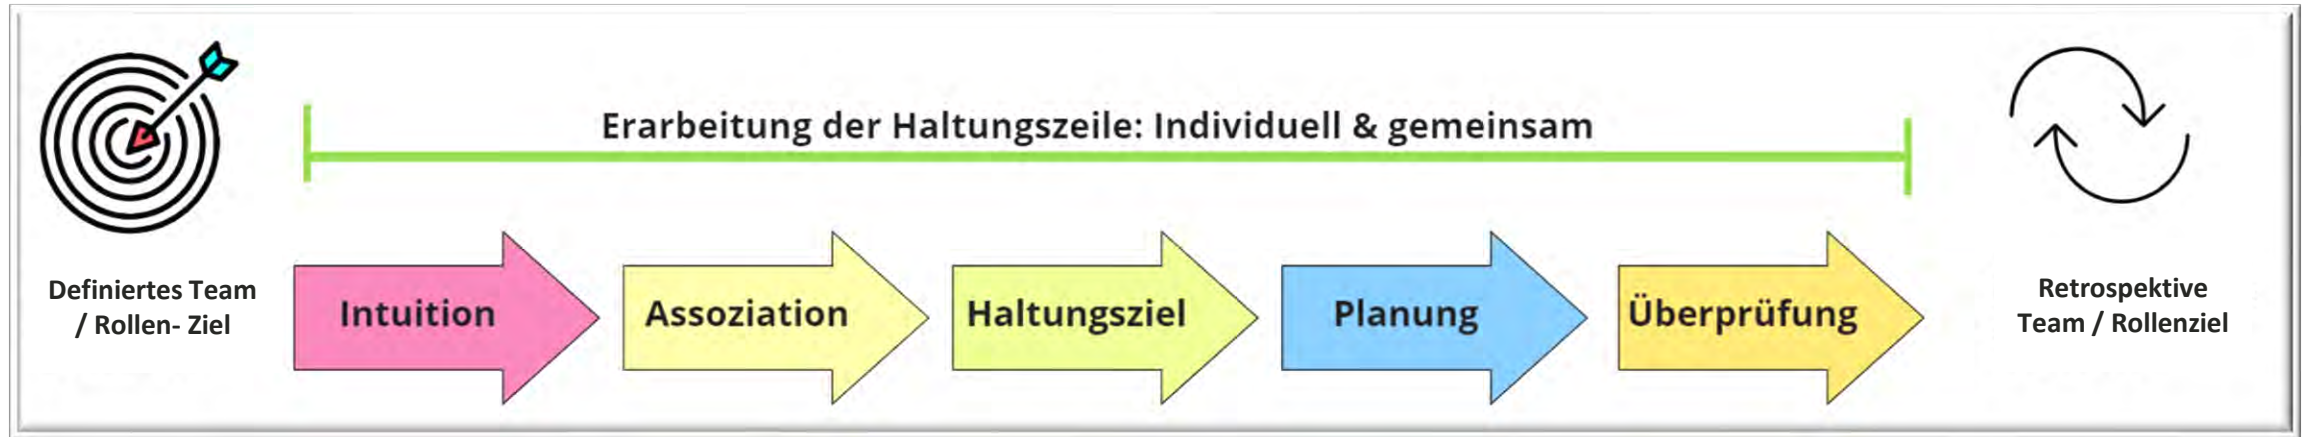 Erarbeitung der Haltungszeile: Individuell & gemeinsam
Definiertes Team
/ Rollen- Ziel
Intuition
Assoziation
Haltungsziel
Planung
Überprüfung
Retrospektive
Team / Rollenziel